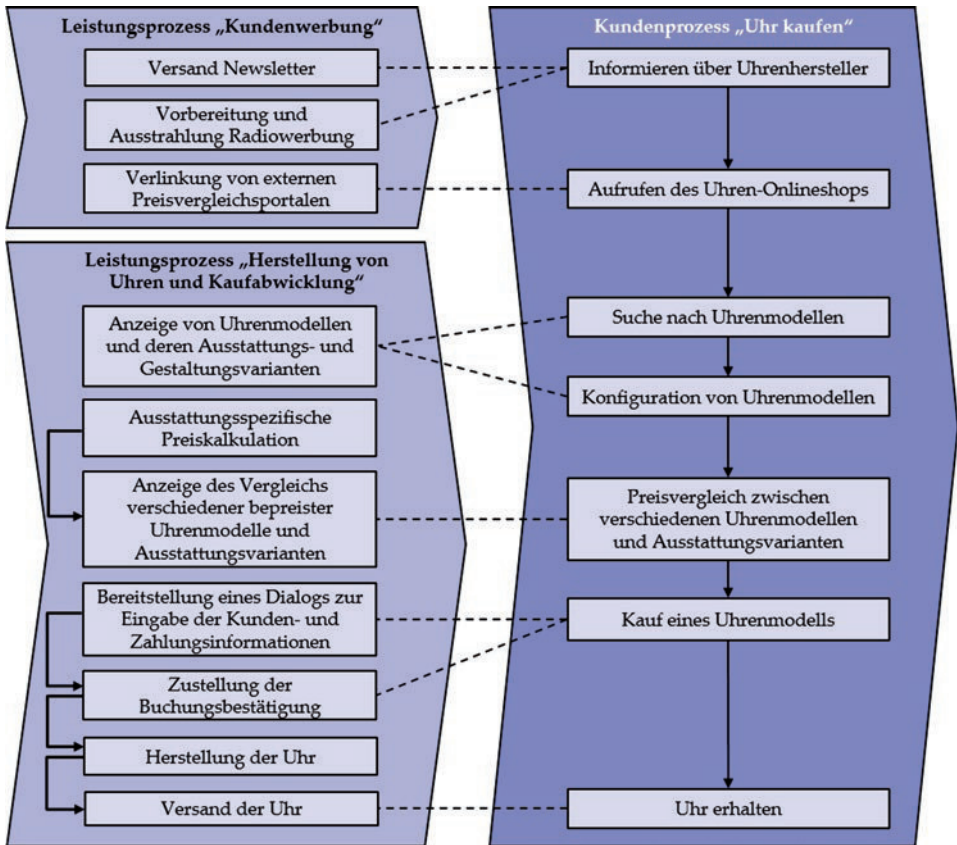 Leistungsprozess „Kundenwerbung“
Versand Newsletter
Vorbereitung und
Ausstrahlung Radiowerbung
Verlinkung von externen
Preisvergleichsportalen
Leistungsprozess „Herstellung von
Uhren und Kaufabwicklung“
Anzeige von Uhrenmodellen
und deren Ausstattungs- und
Gestaltungsvarianten
Ausstattungsspezifische
Preiskalkulation
Anzeige des Vergleichs
verschiedener bepreister
Uhrenmodelle und
Ausstattungsvarianten
Bereitstellung eines Dialogs zur
Eingabe der Kunden- und
Zahlungsinformationen
Zustellung der
Buchungsbestätigung
Herstellung der Uhr
Versand der Uhr
Kundenprozess „Uhr kaufen“
Informieren über Uhrenhersteller
Aufrufen des Uhren-Onlineshops
Suche nach Uhrenmodellen
Konfiguration von Uhrenmodellen
Preisvergleich zwischen
verschiedenen Uhrenmodellen
und Ausstattungsvarianten
Kauf eines Uhrenmodells
Uhr erhalten